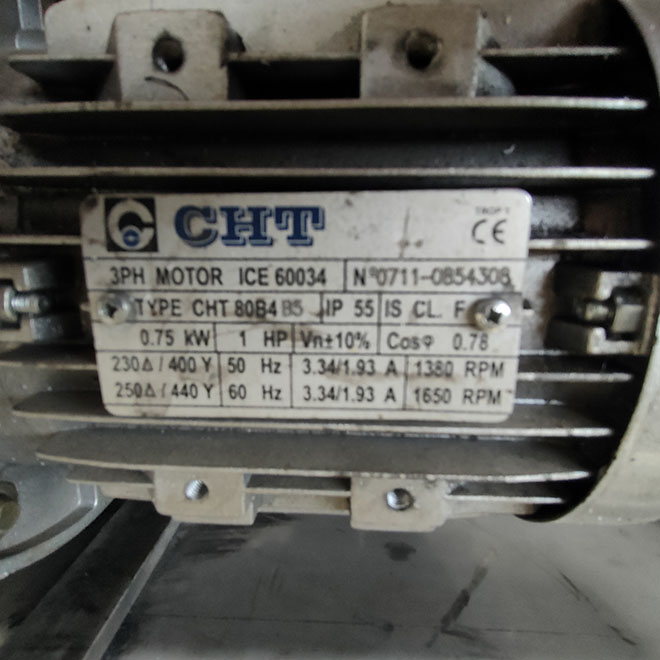 CHT
TROPY
CE
3PH MOTOR ICE 60034 N°0711-0854308
TYPE CHT 80B4 B5 IP 55 IS CL. F
0.75 kW 1 HP Vn±10% Cosφ 0.78
230Δ/400 Y 50 Hz 3.34/1.93 A 1380 RPM
250Δ/440 Y 60 Hz 3.34/1.93 A 1650 RPM